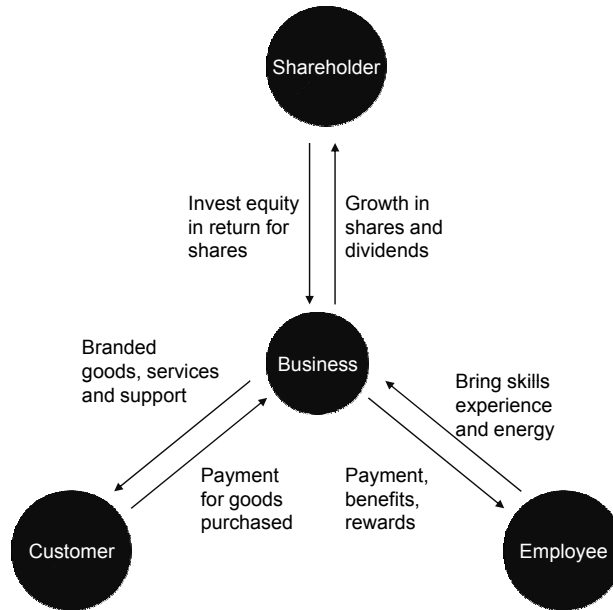 Shareholder
Invest equity
in return for
shares
Growth in
shares and
dividends
Branded
goods, services
and support
Business
Bring skills
experience
and energy
Payment
for goods
purchased
Payment,
benefits,
rewards
Customer
Employee